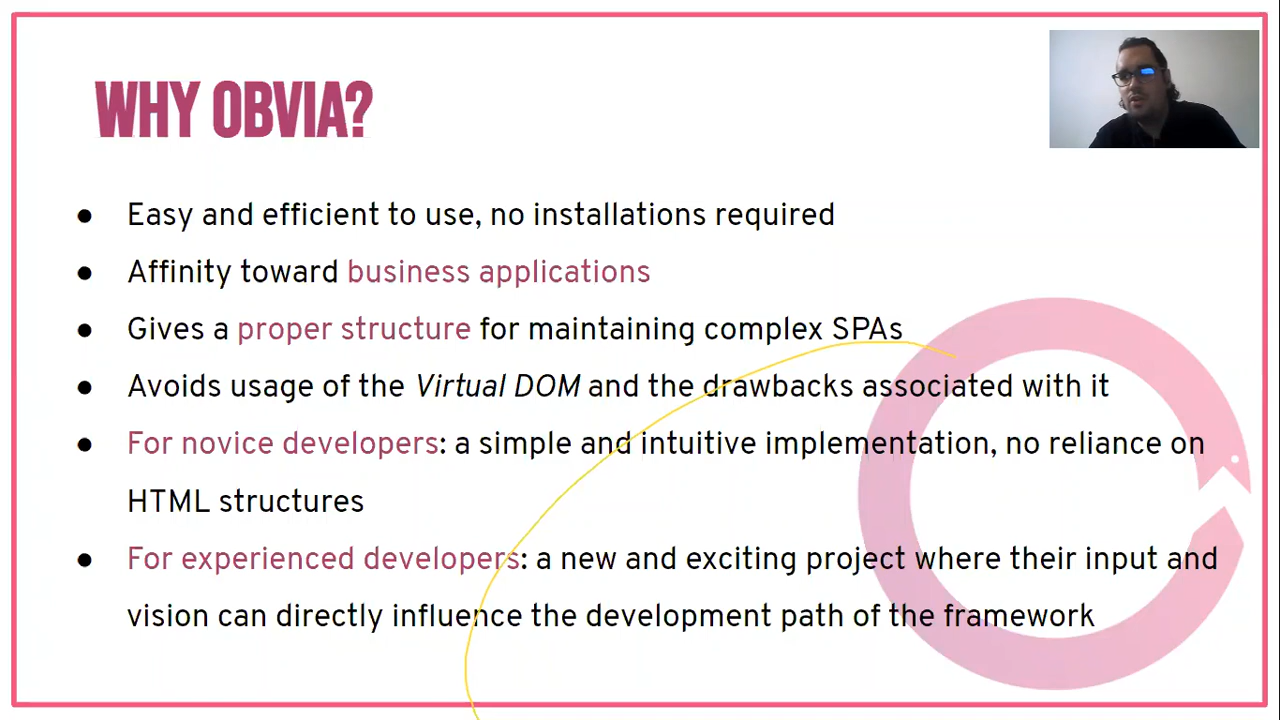 WHY OBVIA?
● Easy and efficient to use, no installations required
● Affinity toward business applications
● Gives a proper structure for maintaining complex SPAs
● Avoids usage of the Virtual DOM and the drawbacks associated with it
● For novice developers: a simple and intuitive implementation, no reliance on
HTML structures
● For experienced developers: a new and exciting project where their input and
vision can directly influence the development path of the framework